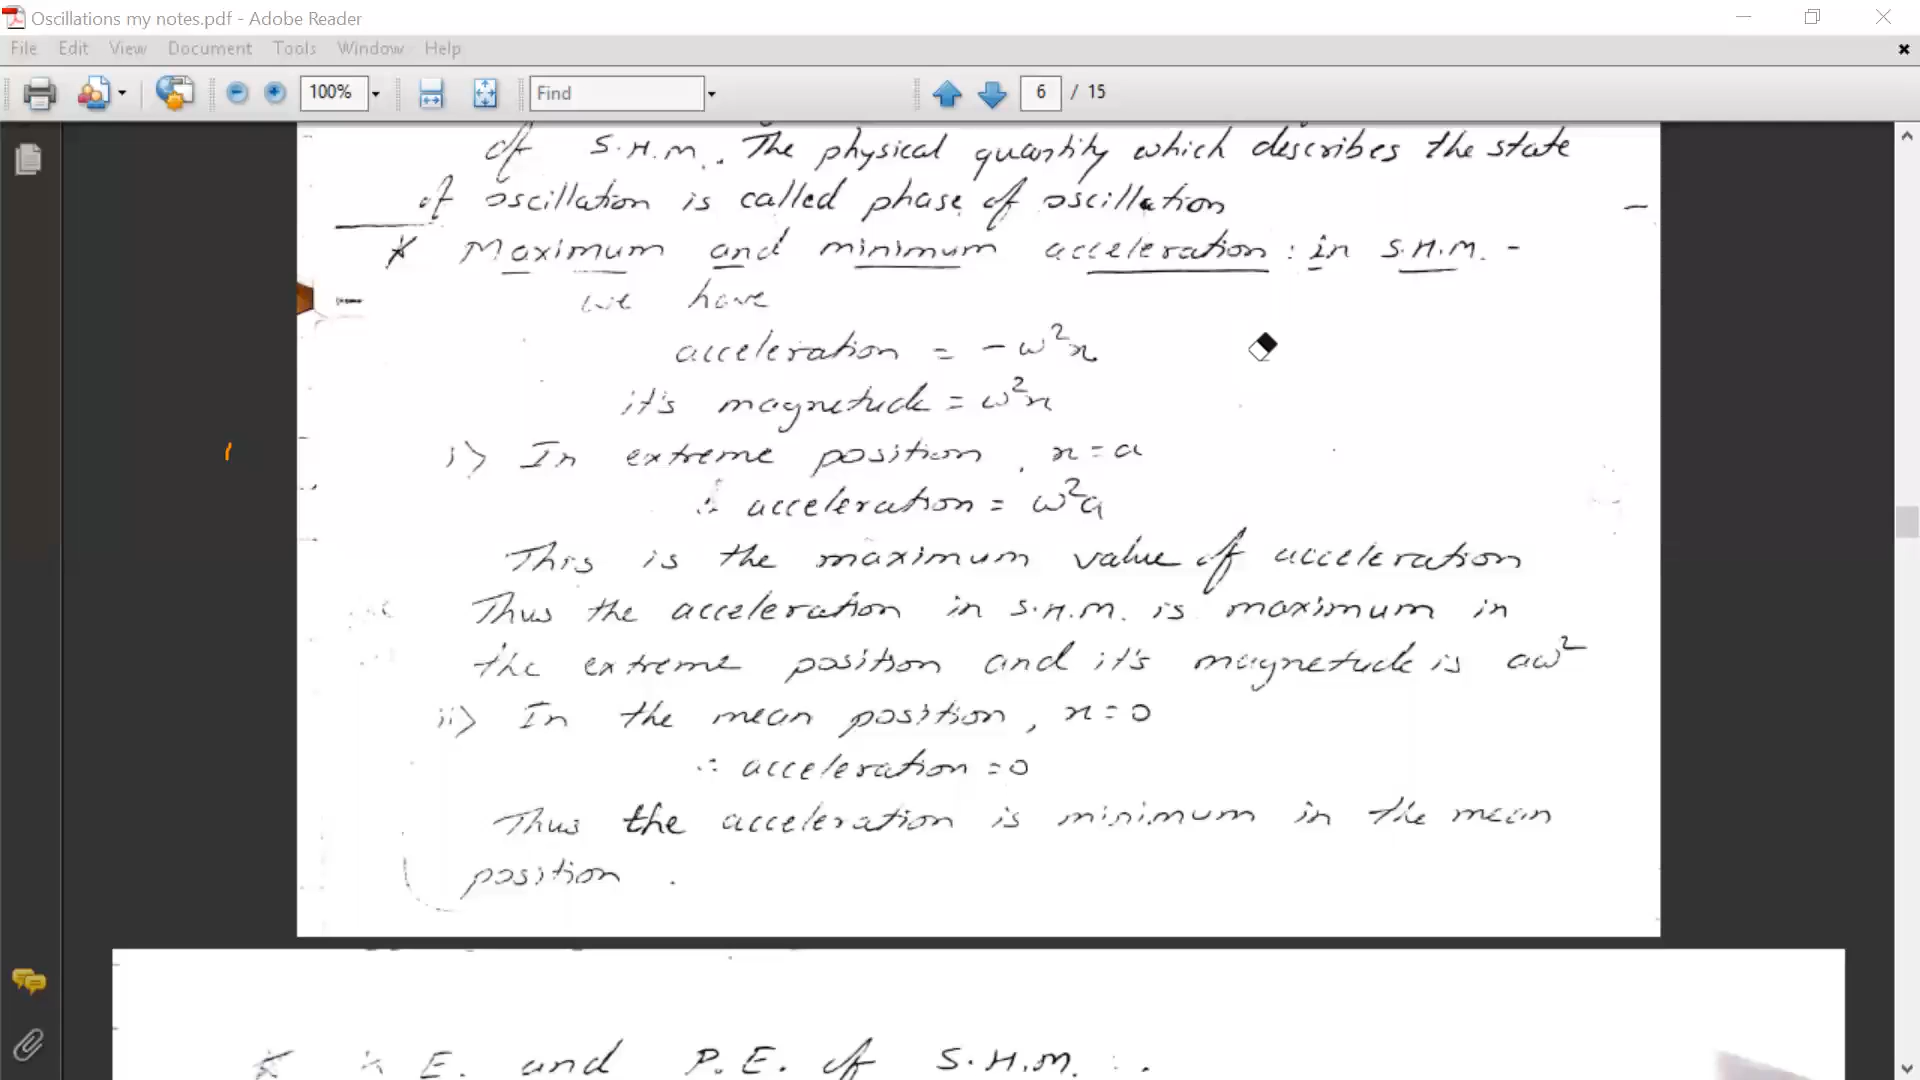 Oscillations my notes.pdf - Adobe Reader
File Edit View Document Tools Window Help
100% Find 6 / 15
of S.H.M. The physical quantity which describes the state
of oscillation is called phase of oscillation
* Maximum and minimum acceleration : in S.H.M. -
we have
acceleration = -ω²x
it's magnetude = ω²x
i) In extreme position, x = a
∴ acceleration = ω²a
This is the maximum value of acceleration
Thus the acceleration in S.H.M. is maximum in
the extreme position and it's magnetude is aω²
ii) In the mean position, x = 0
∴ acceleration = 0
Thus the acceleration is minimum in the mean
position.
* K.E. and P.E. of S.H.M. :.